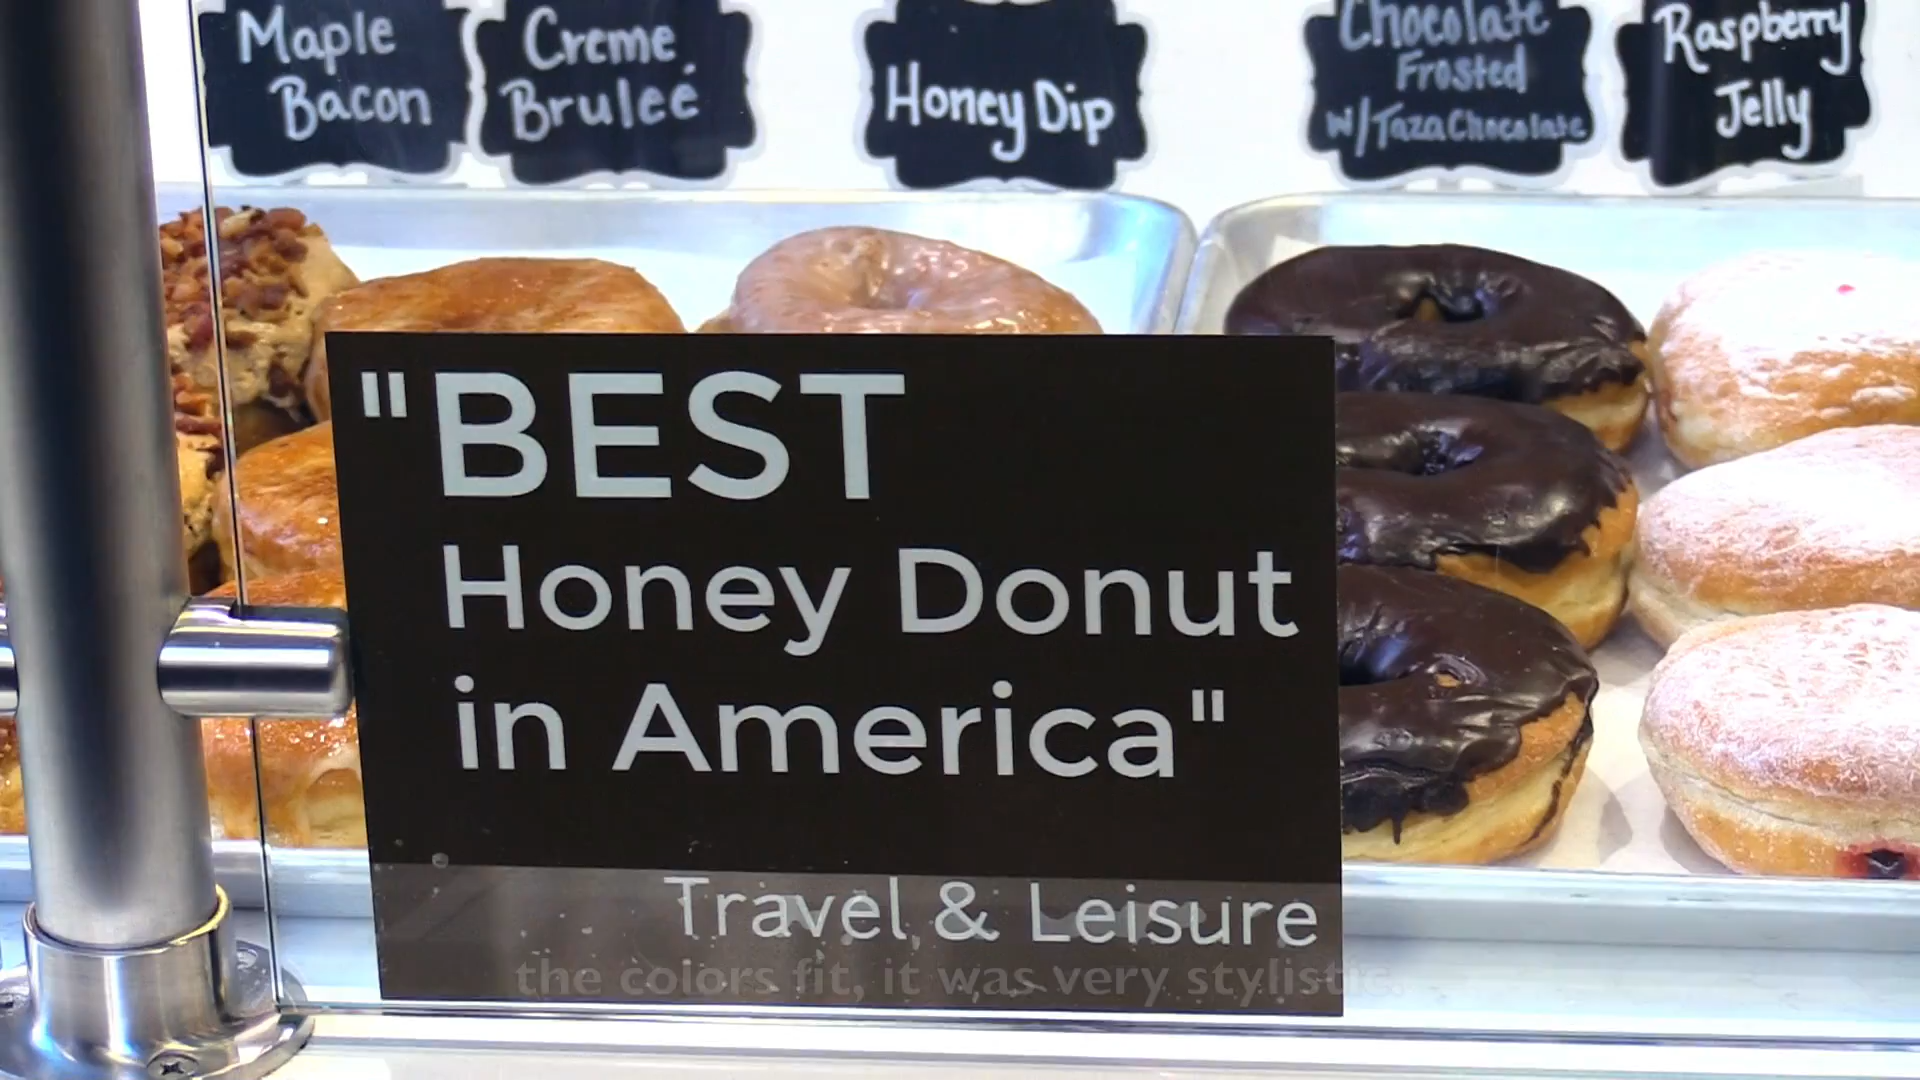 Maple
Bacon
Creme
Bruleé
Honey Dip
Chocolate
Frosted
W/Taza Chocolate
Raspberry
Jelly
"BEST
Honey Donut
in America"
Travel & Leisure
the colors fit, it was very stylistic.